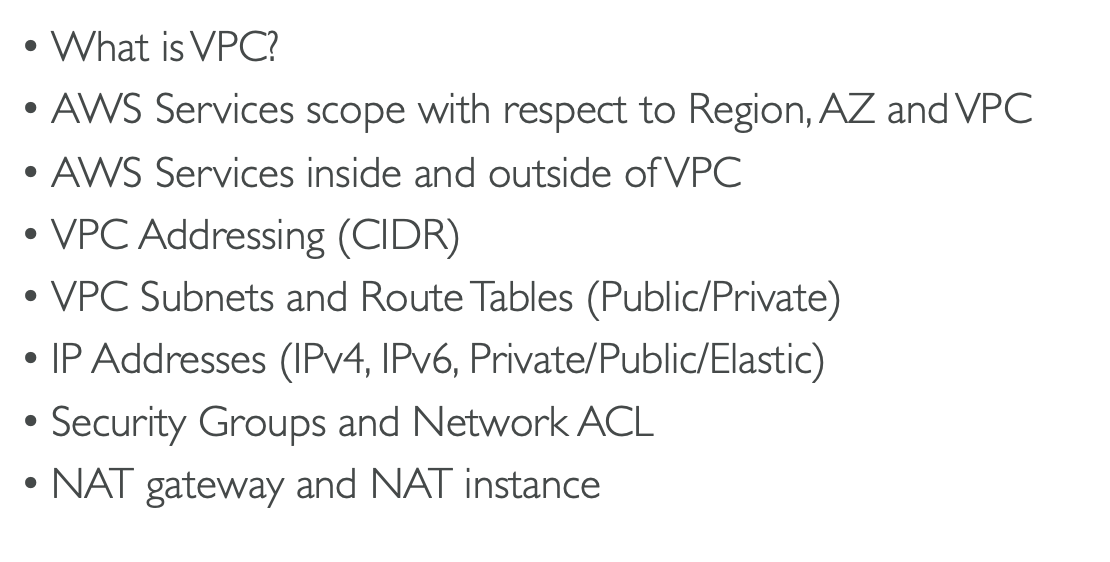 • What is VPC?
• AWS Services scope with respect to Region, AZ and VPC
• AWS Services inside and outside of VPC
• VPC Addressing (CIDR)
• VPC Subnets and Route Tables (Public/Private)
• IP Addresses (IPv4, IPv6, Private/Public/Elastic)
• Security Groups and Network ACL
• NAT gateway and NAT instance